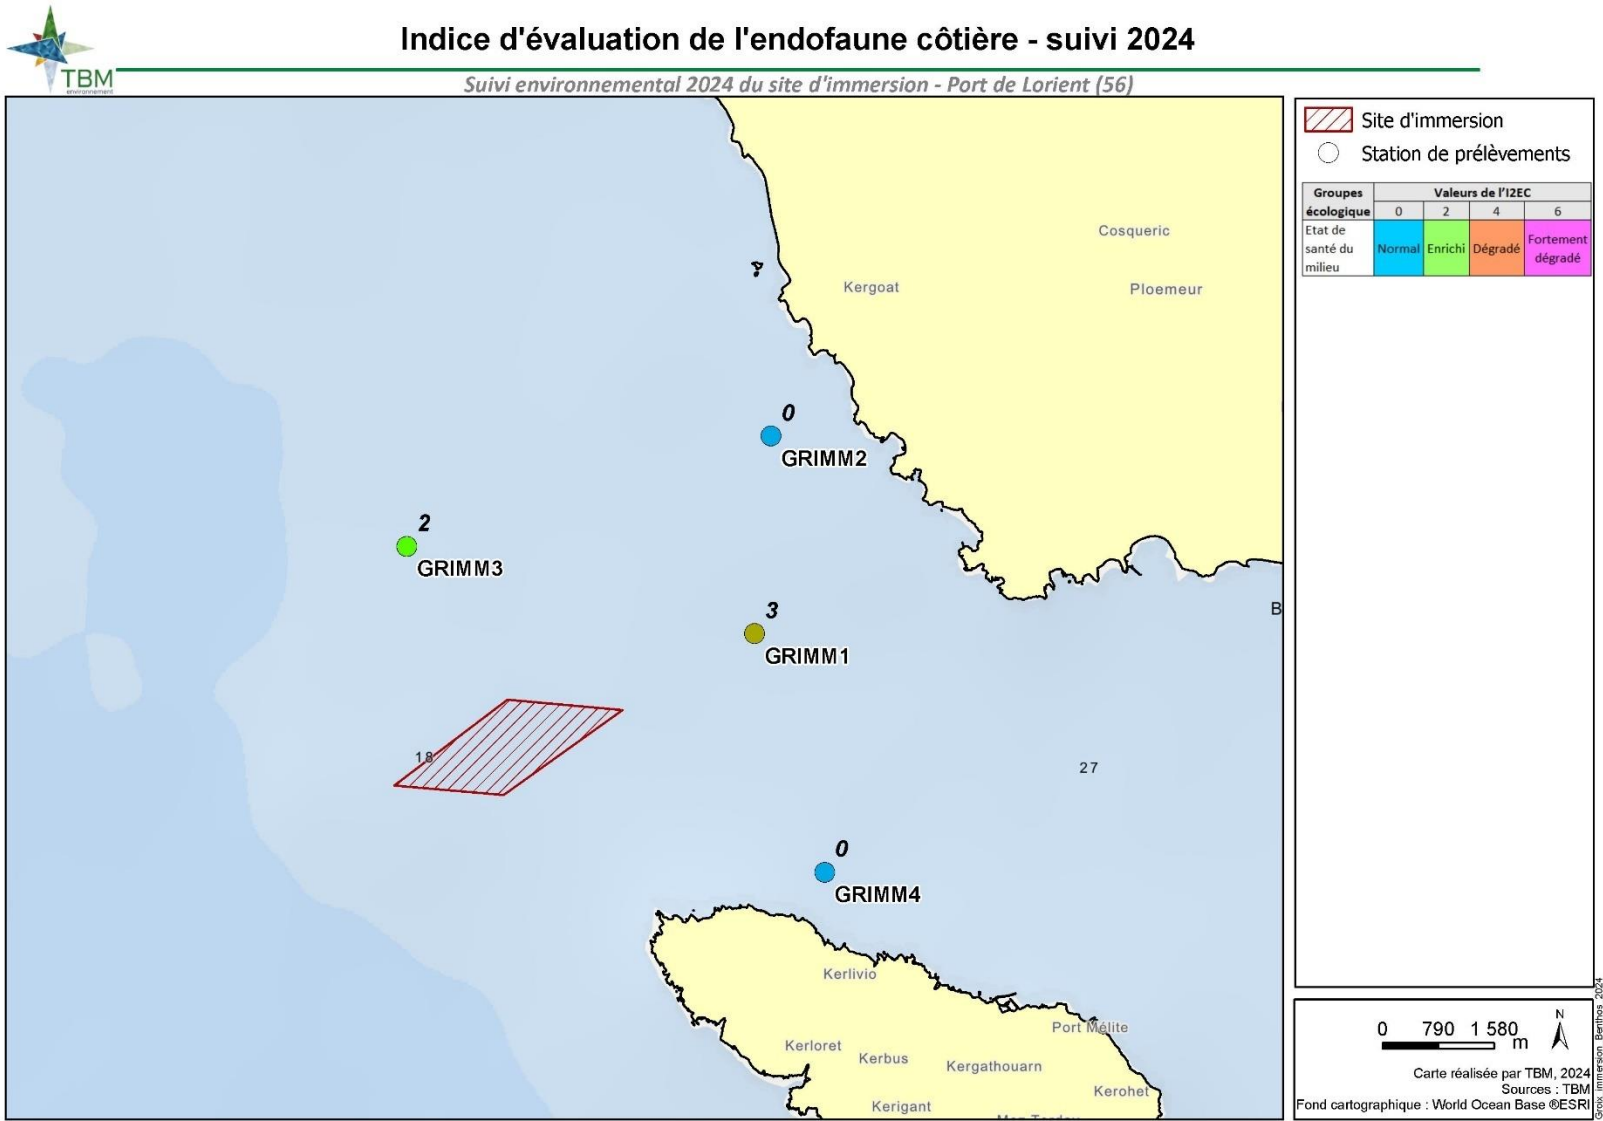 Indice d'évaluation de l'endofaune côtière - suivi 2024
TBM
environnement
Suivi environnemental 2024 du site d'immersion - Port de Lorient (56)
Site d'immersion
Station de prélèvements
Groupes écologique
Valeurs de l'I2EC
0 2 4 6
Etat de santé du milieu
Normal Enrichi Dégradé Fortement dégradé
Cosqueric
Kergoat
Ploemeur
0
GRIMM2
2
GRIMM3
3
GRIMM1
B
18
27
0
GRIMM4
Kerlivio
Port Mélite
Kerloret
Kerbus
Kergathouarn
Kerohet
Kerigant
0 790 1 580
m
N
Carte réalisée par TBM, 2024
Sources : TBM
Fond cartographique : World Ocean Base ®ESRI
Groix_immersion_Benthos_2024